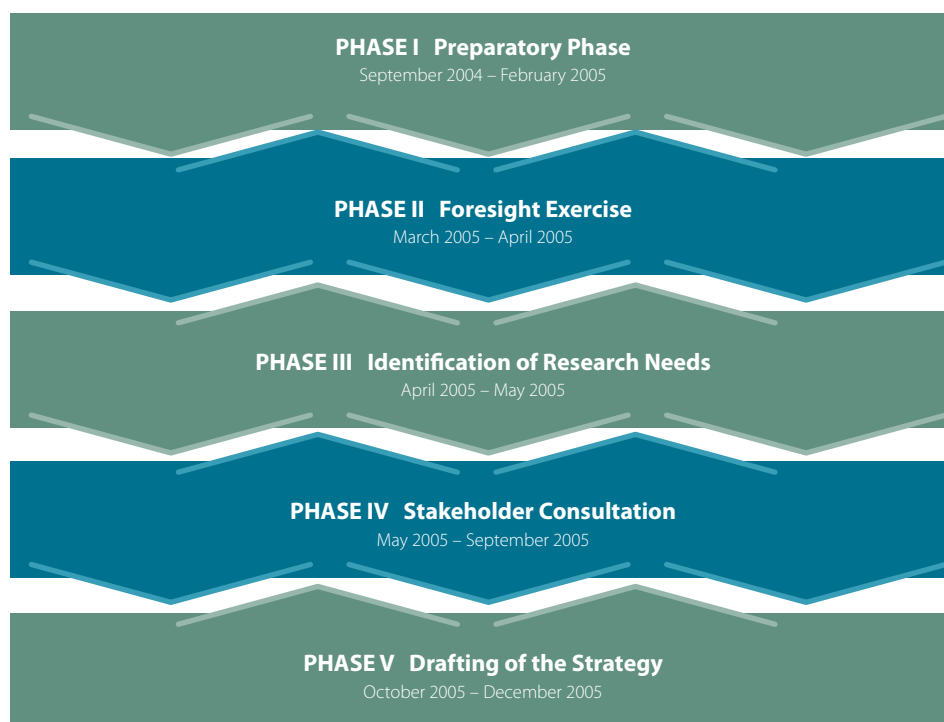 PHASE I Preparatory Phase
September 2004 – February 2005
PHASE II Foresight Exercise
March 2005 – April 2005
PHASE III Identification of Research Needs
April 2005 – May 2005
PHASE IV Stakeholder Consultation
May 2005 – September 2005
PHASE V Drafting of the Strategy
October 2005 – December 2005